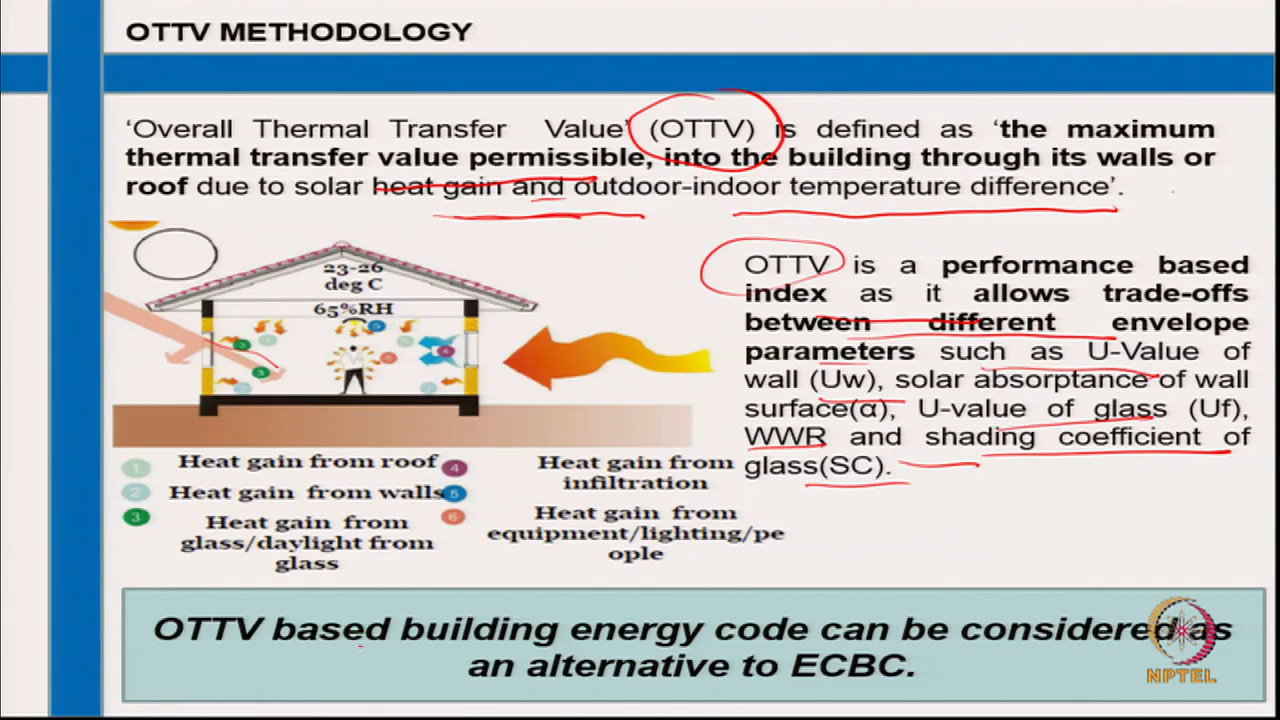 OTTV METHODOLOGY
‘Overall Thermal Transfer Value’ (OTTV) is defined as ‘the maximum
thermal transfer value permissible, into the building through its walls or
roof due to solar heat gain and outdoor-indoor temperature difference’.
23-26
deg C
65%RH
OTTV is a performance based
index as it allows trade-offs
between different envelope
parameters such as U-Value of
wall (Uw), solar absorptance of wall
surface(α), U-value of glass (Uf),
WWR and shading coefficient of
glass(SC).
1 Heat gain from roof
2 Heat gain from walls
3 Heat gain from
glass/daylight from
glass
4 Heat gain from
infiltration
5
6 Heat gain from
equipment/lighting/pe
ople
OTTV based building energy code can be considered as
an alternative to ECBC.
NPTEL